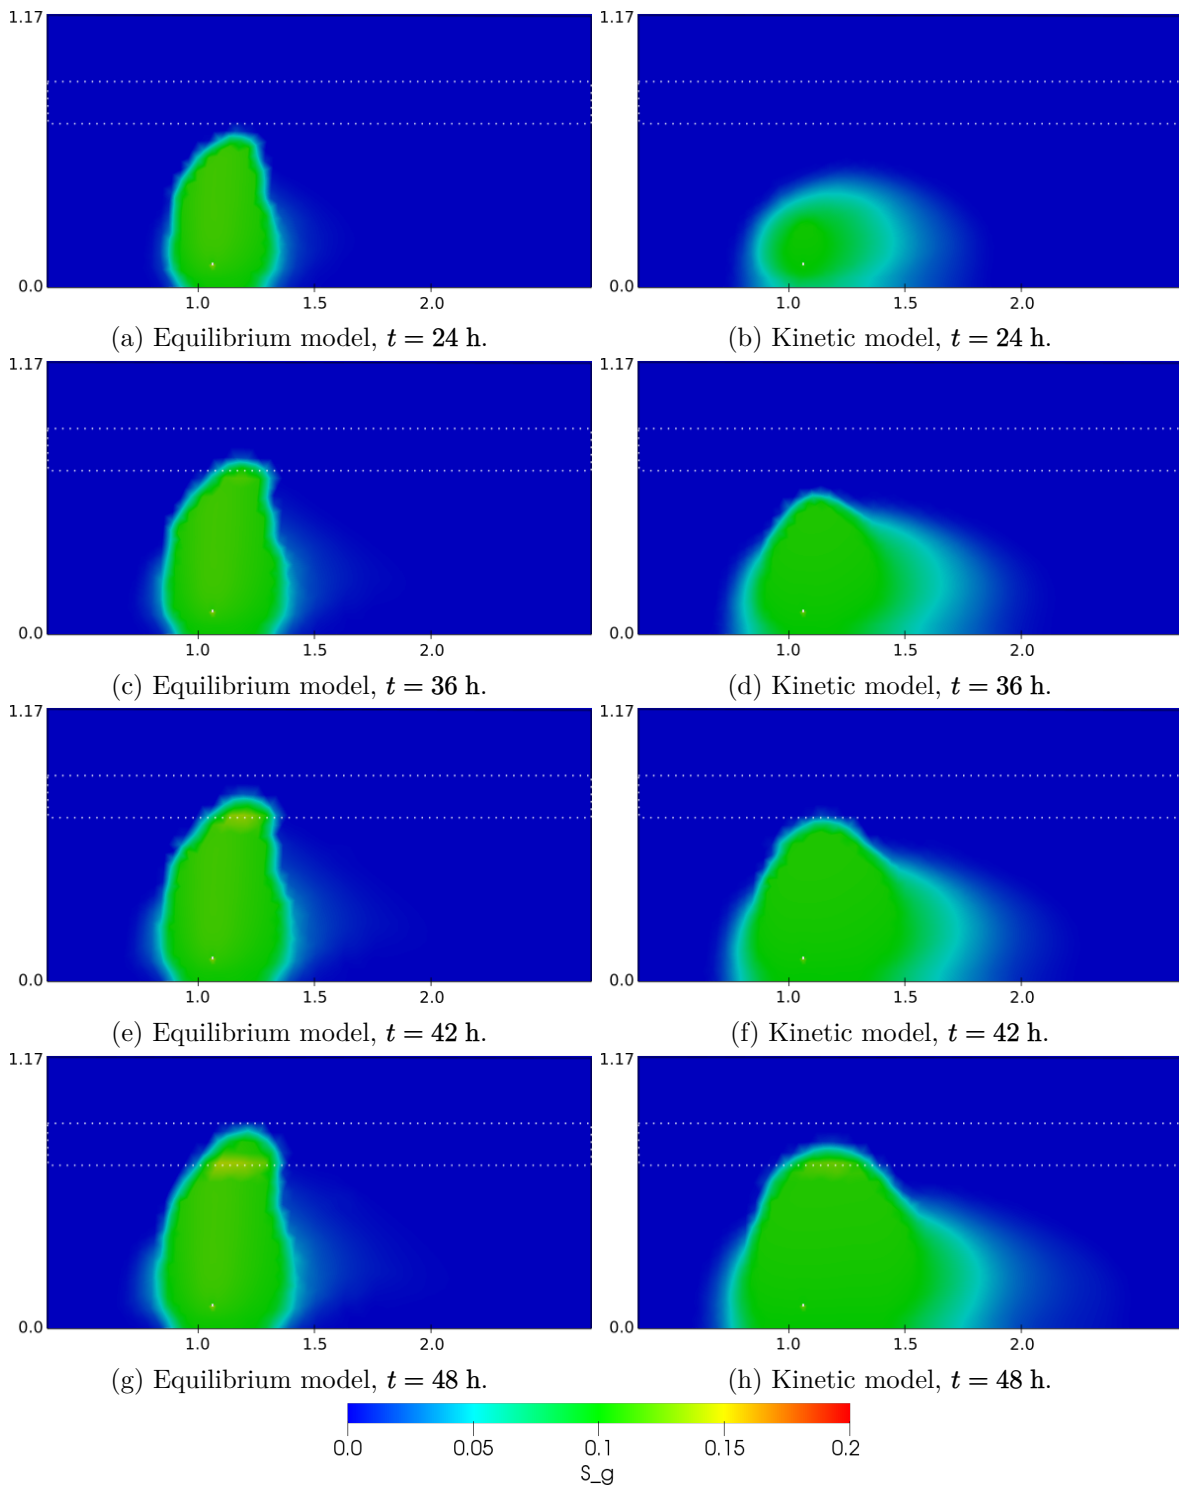 1.17 1.17
0.0 0.0
1.0 1.5 2.0 1.0 1.5 2.0
(a) Equilibrium model, t = 24 h. (b) Kinetic model, t = 24 h.
1.17 1.17
0.0 0.0
1.0 1.5 2.0 1.0 1.5 2.0
(c) Equilibrium model, t = 36 h. (d) Kinetic model, t = 36 h.
1.17 1.17
0.0 0.0
1.0 1.5 2.0 1.0 1.5 2.0
(e) Equilibrium model, t = 42 h. (f) Kinetic model, t = 42 h.
1.17 1.17
0.0 0.0
1.0 1.5 2.0 1.0 1.5 2.0
(g) Equilibrium model, t = 48 h. (h) Kinetic model, t = 48 h.
0.0 0.05 0.1 0.15 0.2
S_g